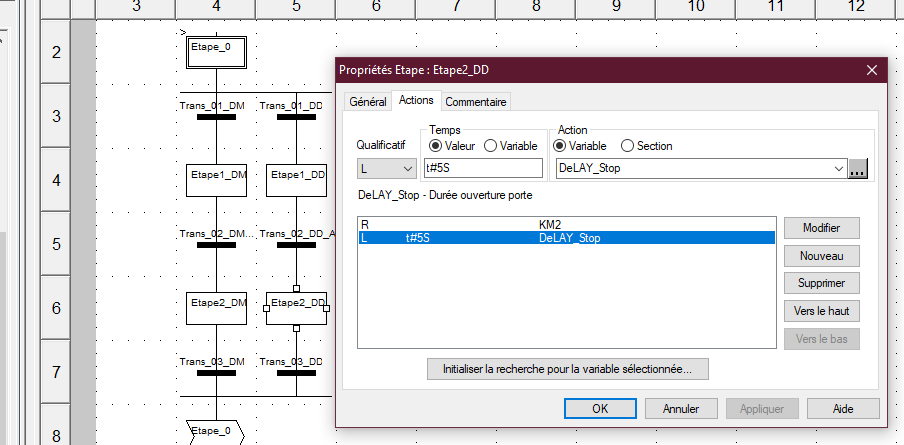 3 4 5 6 7 8 9 10 11 12
2
3
4
5
6
7
8
>
Etape_0
Trans_01_DM Trans_01_DD
Etape1_DM Etape1_DD
Trans_02_DM... Trans_02_DD_A
Etape2_DM Etape2_DD
Trans_03_DM Trans_03_DD
Etape_0
Propriétés Etape : Etape2_DD
Général Actions Commentaire
Temps Action
Qualificatif Valeur Variable Variable Section
L t#5S DeLAY_Stop ...
DeLAY_Stop - Durée ouverture porte
R KM2
L t#5S DeLAY_Stop
Modifier
Nouveau
Supprimer
Vers le haut
Vers le bas
Initialiser la recherche pour la variable sélectionnée...
OK Annuler Appliquer Aide